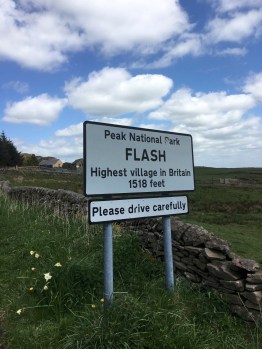 Peak National Park
FLASH
Highest village in Britain
1518 feet
Please drive carefully